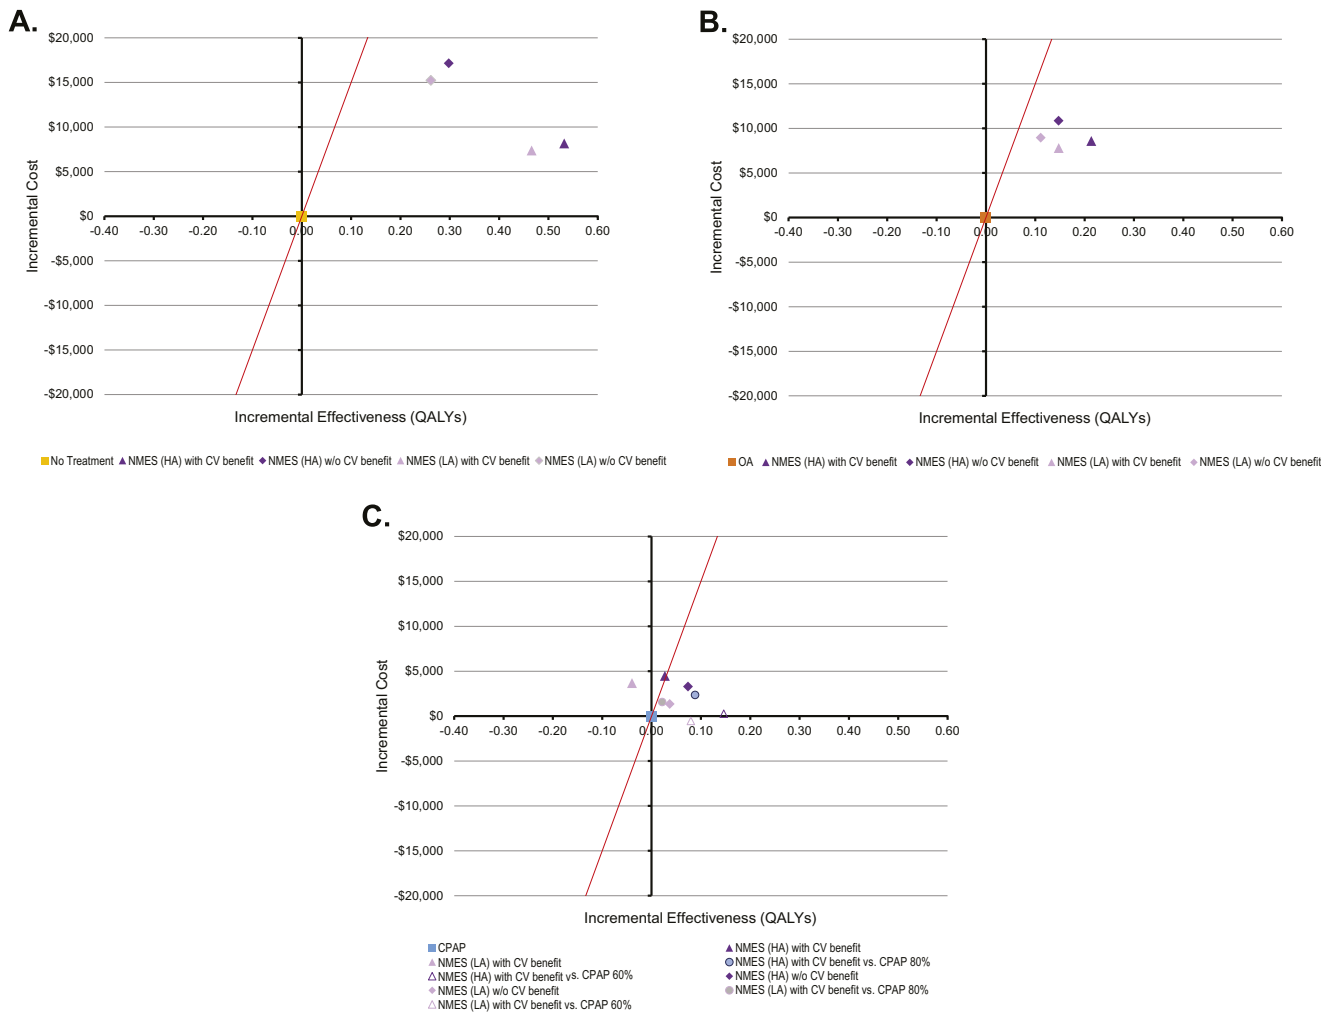 A.
$20,000
$15,000
$10,000
$5,000
$0
-$5,000
-$10,000
-$15,000
-$20,000
-0.40 -0.30 -0.20 -0.10 0.00 0.10 0.20 0.30 0.40 0.50 0.60
Incremental Cost
Incremental Effectiveness (QALYs)
No Treatment NMES (HA) with CV benefit NMES (HA) w/o CV benefit NMES (LA) with CV benefit NMES (LA) w/o CV benefit
B.
$20,000
$15,000
$10,000
$5,000
$0
-$5,000
-$10,000
-$15,000
-$20,000
-0.40 -0.30 -0.20 -0.10 0.00 0.10 0.20 0.30 0.40 0.50 0.60
Incremental Cost
Incremental Effectiveness (QALYs)
OA NMES (HA) with CV benefit NMES (HA) w/o CV benefit NMES (LA) with CV benefit NMES (LA) w/o CV benefit
C.
$20,000
$15,000
$10,000
$5,000
$0
-$5,000
-$10,000
-$15,000
-$20,000
-0.40 -0.30 -0.20 -0.10 0.00 0.10 0.20 0.30 0.40 0.50 0.60
Incremental Cost
Incremental Effectiveness (QALYs)
CPAP
NMES (LA) with CV benefit
NMES (HA) with CV benefit vs. CPAP 60%
NMES (LA) w/o CV benefit
NMES (LA) with CV benefit vs. CPAP 60%
NMES (HA) with CV benefit
NMES (HA) with CV benefit vs. CPAP 80%
NMES (HA) w/o CV benefit
NMES (LA) with CV benefit vs. CPAP 80%